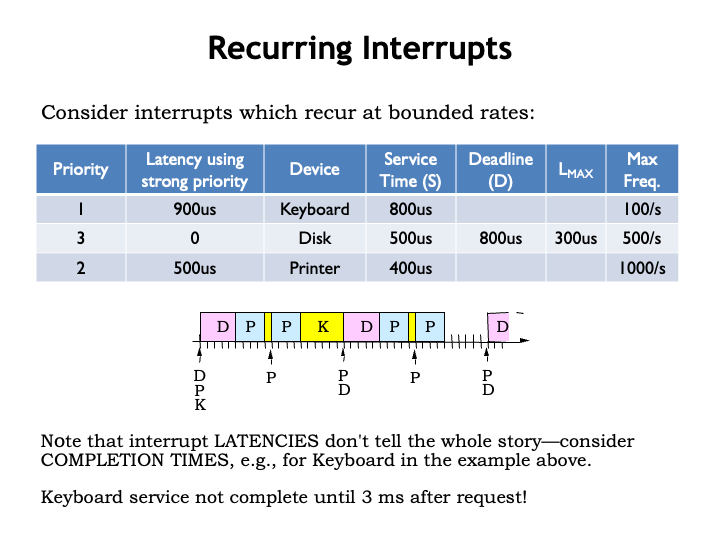 Recurring Interrupts
Consider interrupts which recur at bounded rates:
Priority Latency using strong priority Device Service Time (S) Deadline (D) LMAX Max Freq.
1 900us Keyboard 800us 100/s
3 0 Disk 500us 800us 300us 500/s
2 500us Printer 400us 1000/s
D P P K D P P D
D P P P P
P D D
K
Note that interrupt LATENCIES don't tell the whole story—consider
COMPLETION TIMES, e.g., for Keyboard in the example above.
Keyboard service not complete until 3 ms after request!